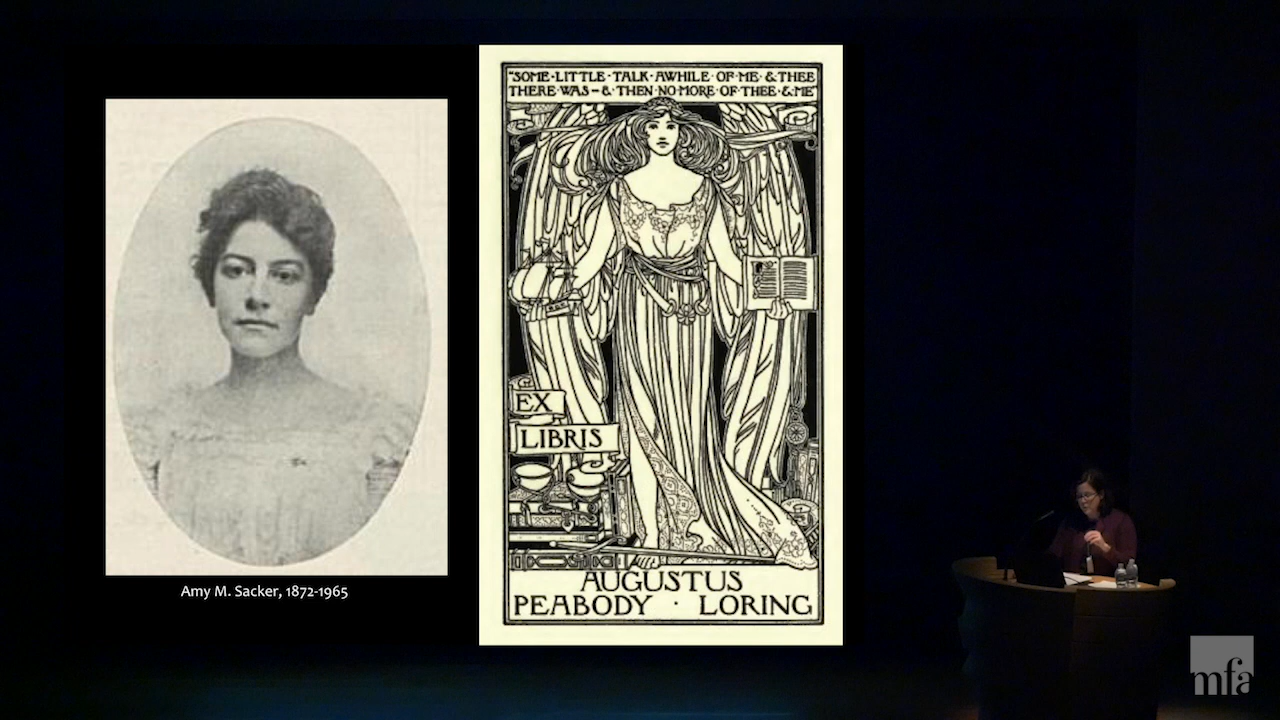 "SOME·LITTLE·TALK·AWHILE·OF·ME·&THEE
THERE·WAS—&·THEN·NO·MORE·OF·THEE·&·ME"
EX
LIBRIS
AUGUSTUS
PEABODY · LORING
Amy M. Sacker, 1872-1965
mfa